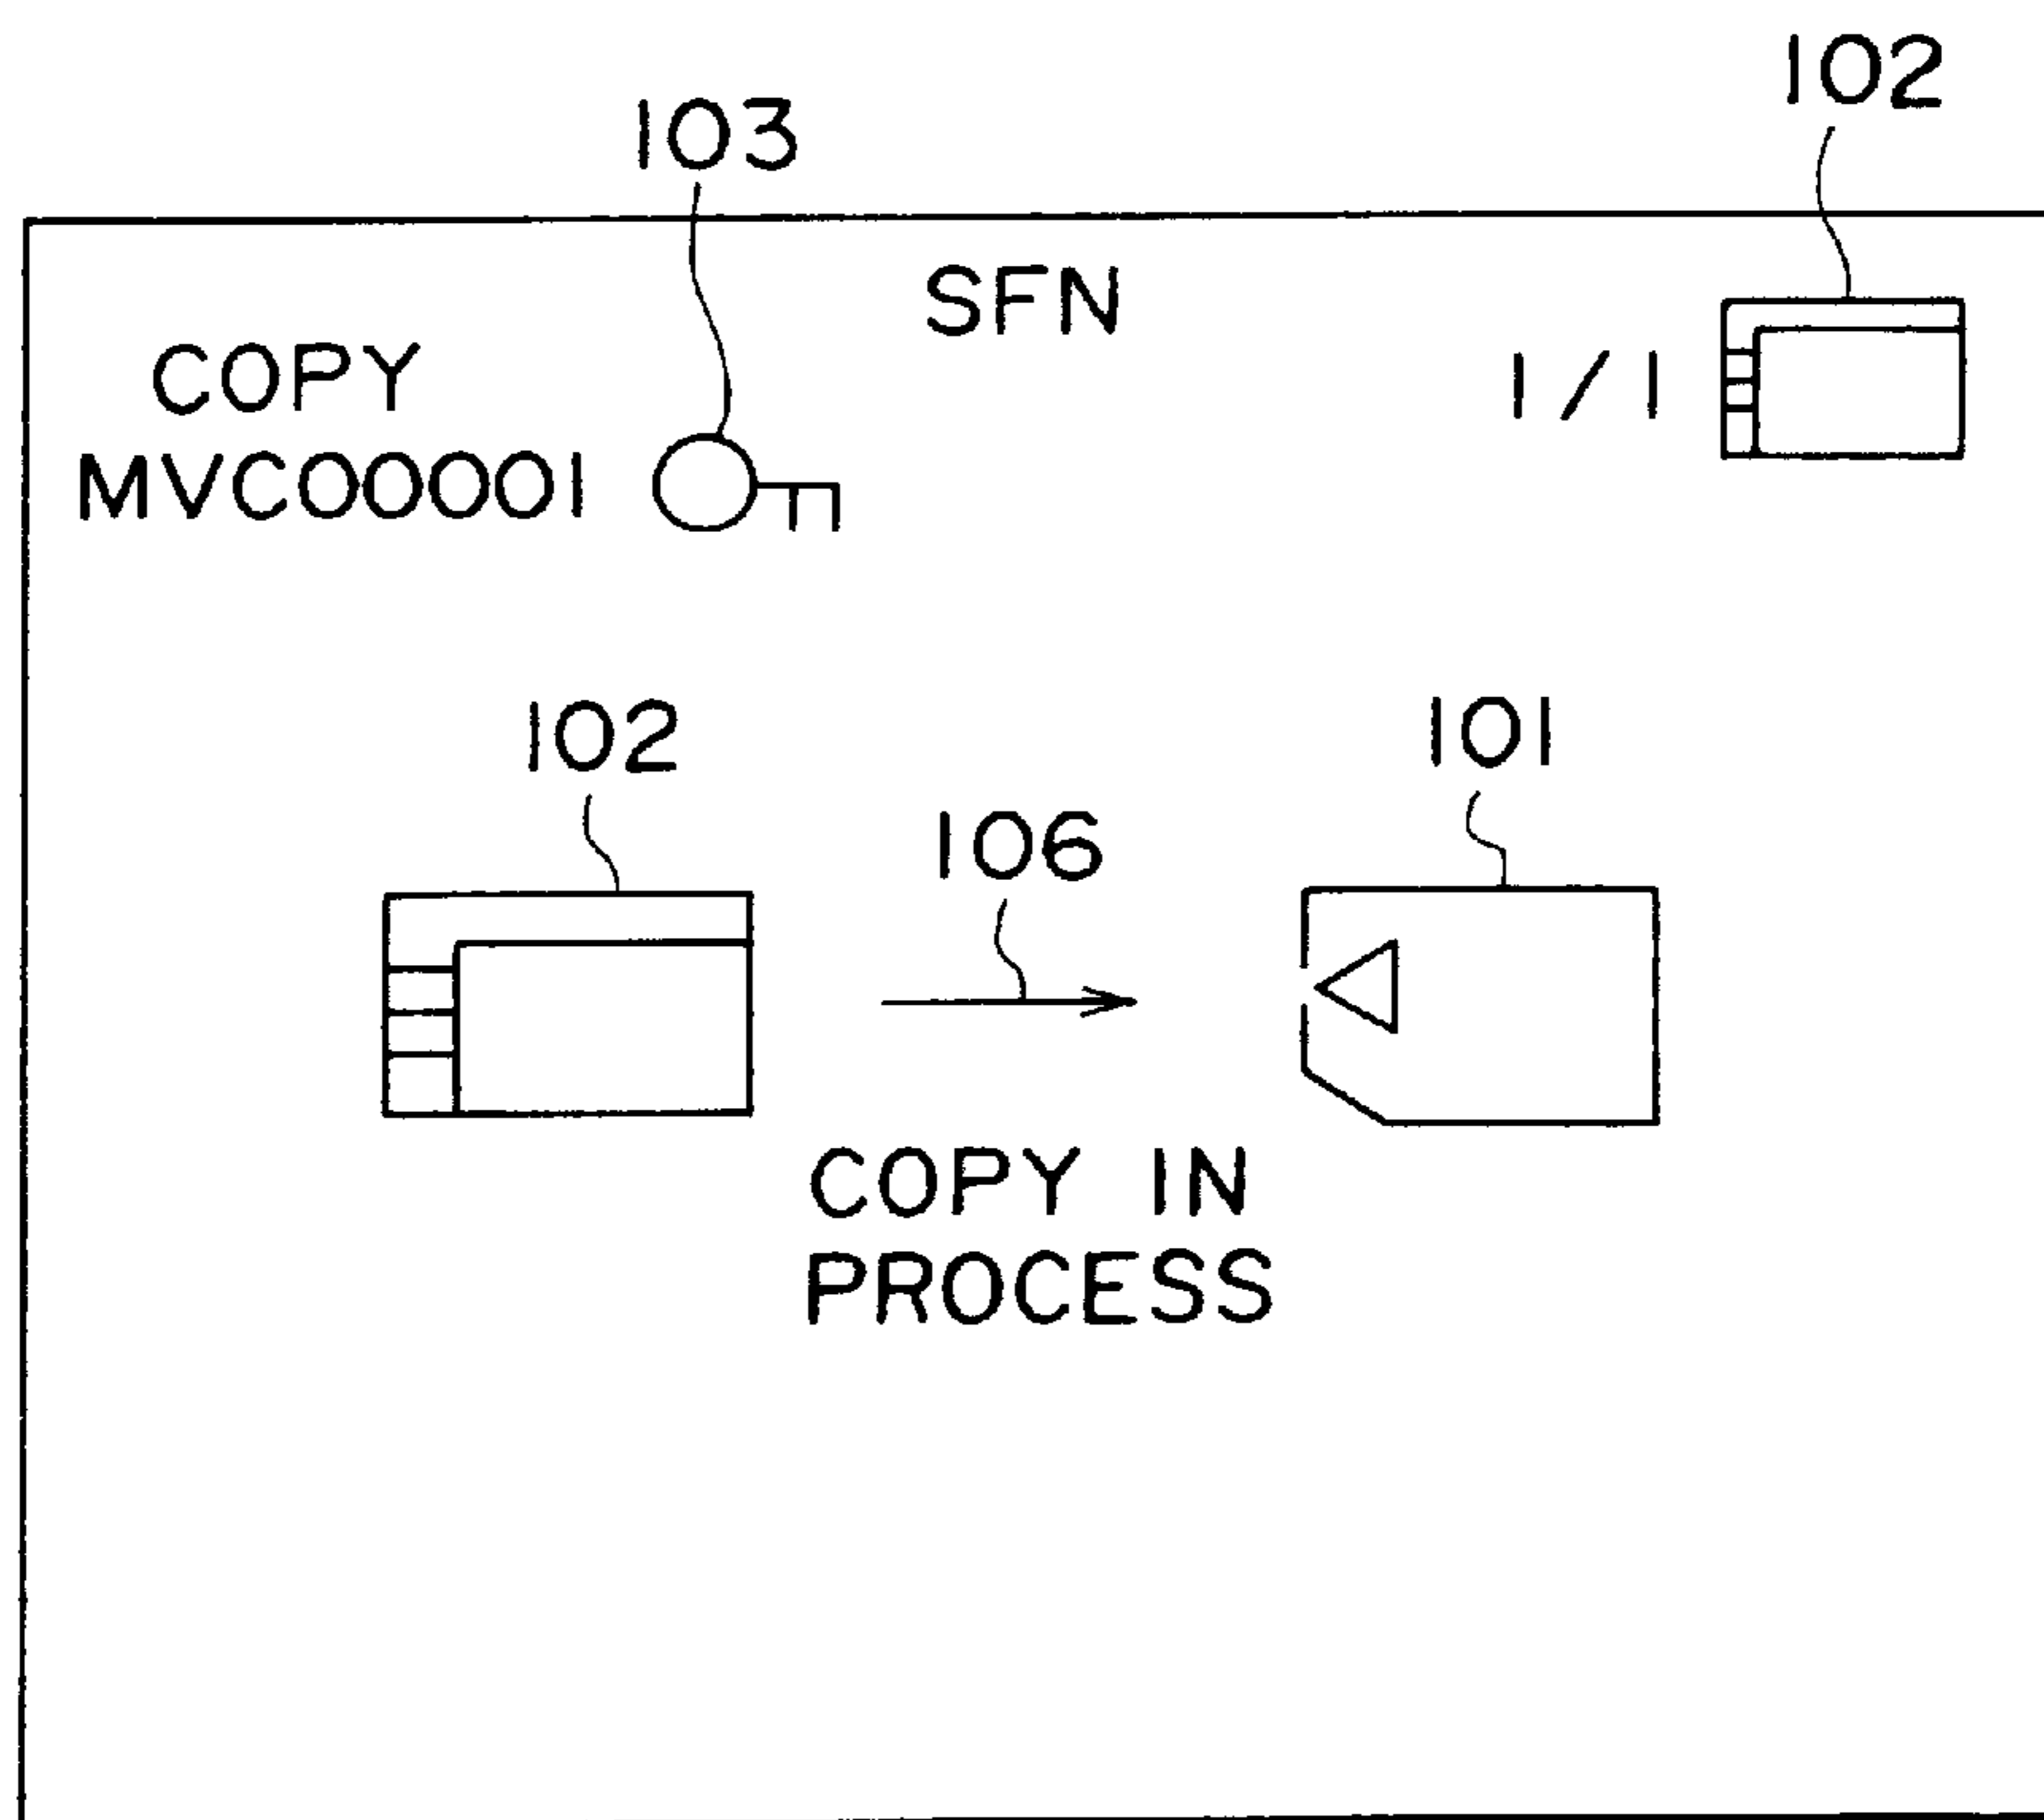 102
103
SFN
COPY
1/1
MVC00001
102
101
106
COPY IN
PROCESS